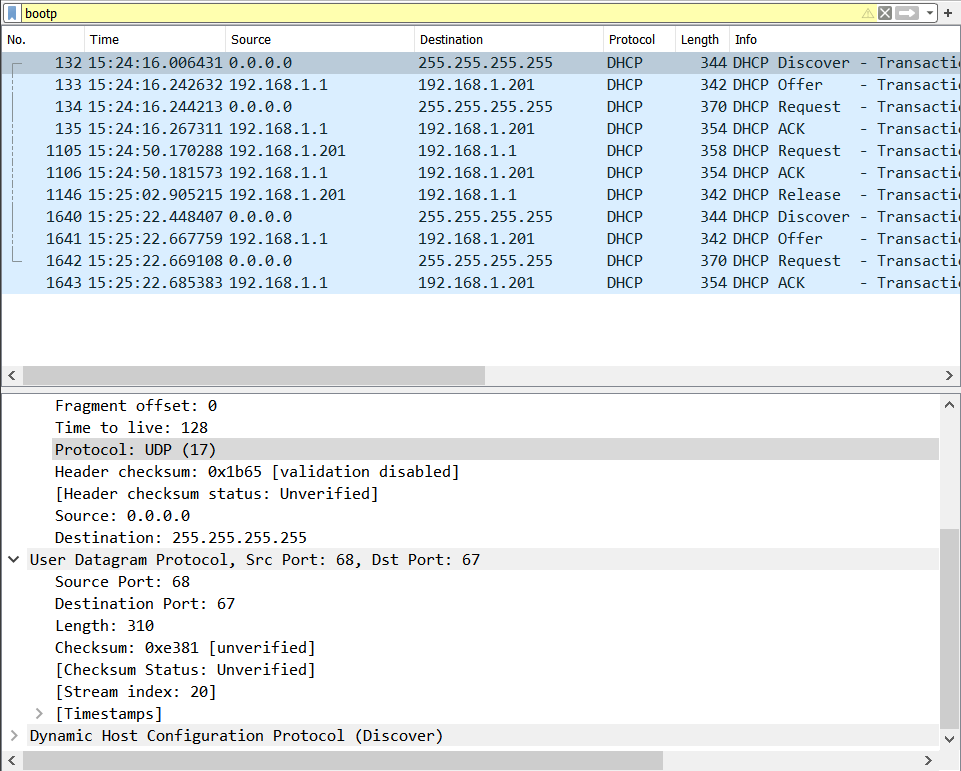 bootp
No. Time Source Destination Protocol Length Info
132 15:24:16.006431 0.0.0.0 255.255.255.255 DHCP 344 DHCP Discover - Transacti
133 15:24:16.242632 192.168.1.1 192.168.1.201 DHCP 342 DHCP Offer - Transacti
134 15:24:16.244213 0.0.0.0 255.255.255.255 DHCP 370 DHCP Request - Transacti
135 15:24:16.267311 192.168.1.1 192.168.1.201 DHCP 354 DHCP ACK - Transacti
1105 15:24:50.170288 192.168.1.201 192.168.1.1 DHCP 358 DHCP Request - Transacti
1106 15:24:50.181573 192.168.1.1 192.168.1.201 DHCP 354 DHCP ACK - Transacti
1146 15:25:02.905215 192.168.1.201 192.168.1.1 DHCP 342 DHCP Release - Transacti
1640 15:25:22.448407 0.0.0.0 255.255.255.255 DHCP 344 DHCP Discover - Transacti
1641 15:25:22.667759 192.168.1.1 192.168.1.201 DHCP 342 DHCP Offer - Transacti
1642 15:25:22.669108 0.0.0.0 255.255.255.255 DHCP 370 DHCP Request - Transacti
1643 15:25:22.685383 192.168.1.1 192.168.1.201 DHCP 354 DHCP ACK - Transacti
Fragment offset: 0
Time to live: 128
Protocol: UDP (17)
Header checksum: 0x1b65 [validation disabled]
[Header checksum status: Unverified]
Source: 0.0.0.0
Destination: 255.255.255.255
User Datagram Protocol, Src Port: 68, Dst Port: 67
Source Port: 68
Destination Port: 67
Length: 310
Checksum: 0xe381 [unverified]
[Checksum Status: Unverified]
[Stream index: 20]
[Timestamps]
Dynamic Host Configuration Protocol (Discover)